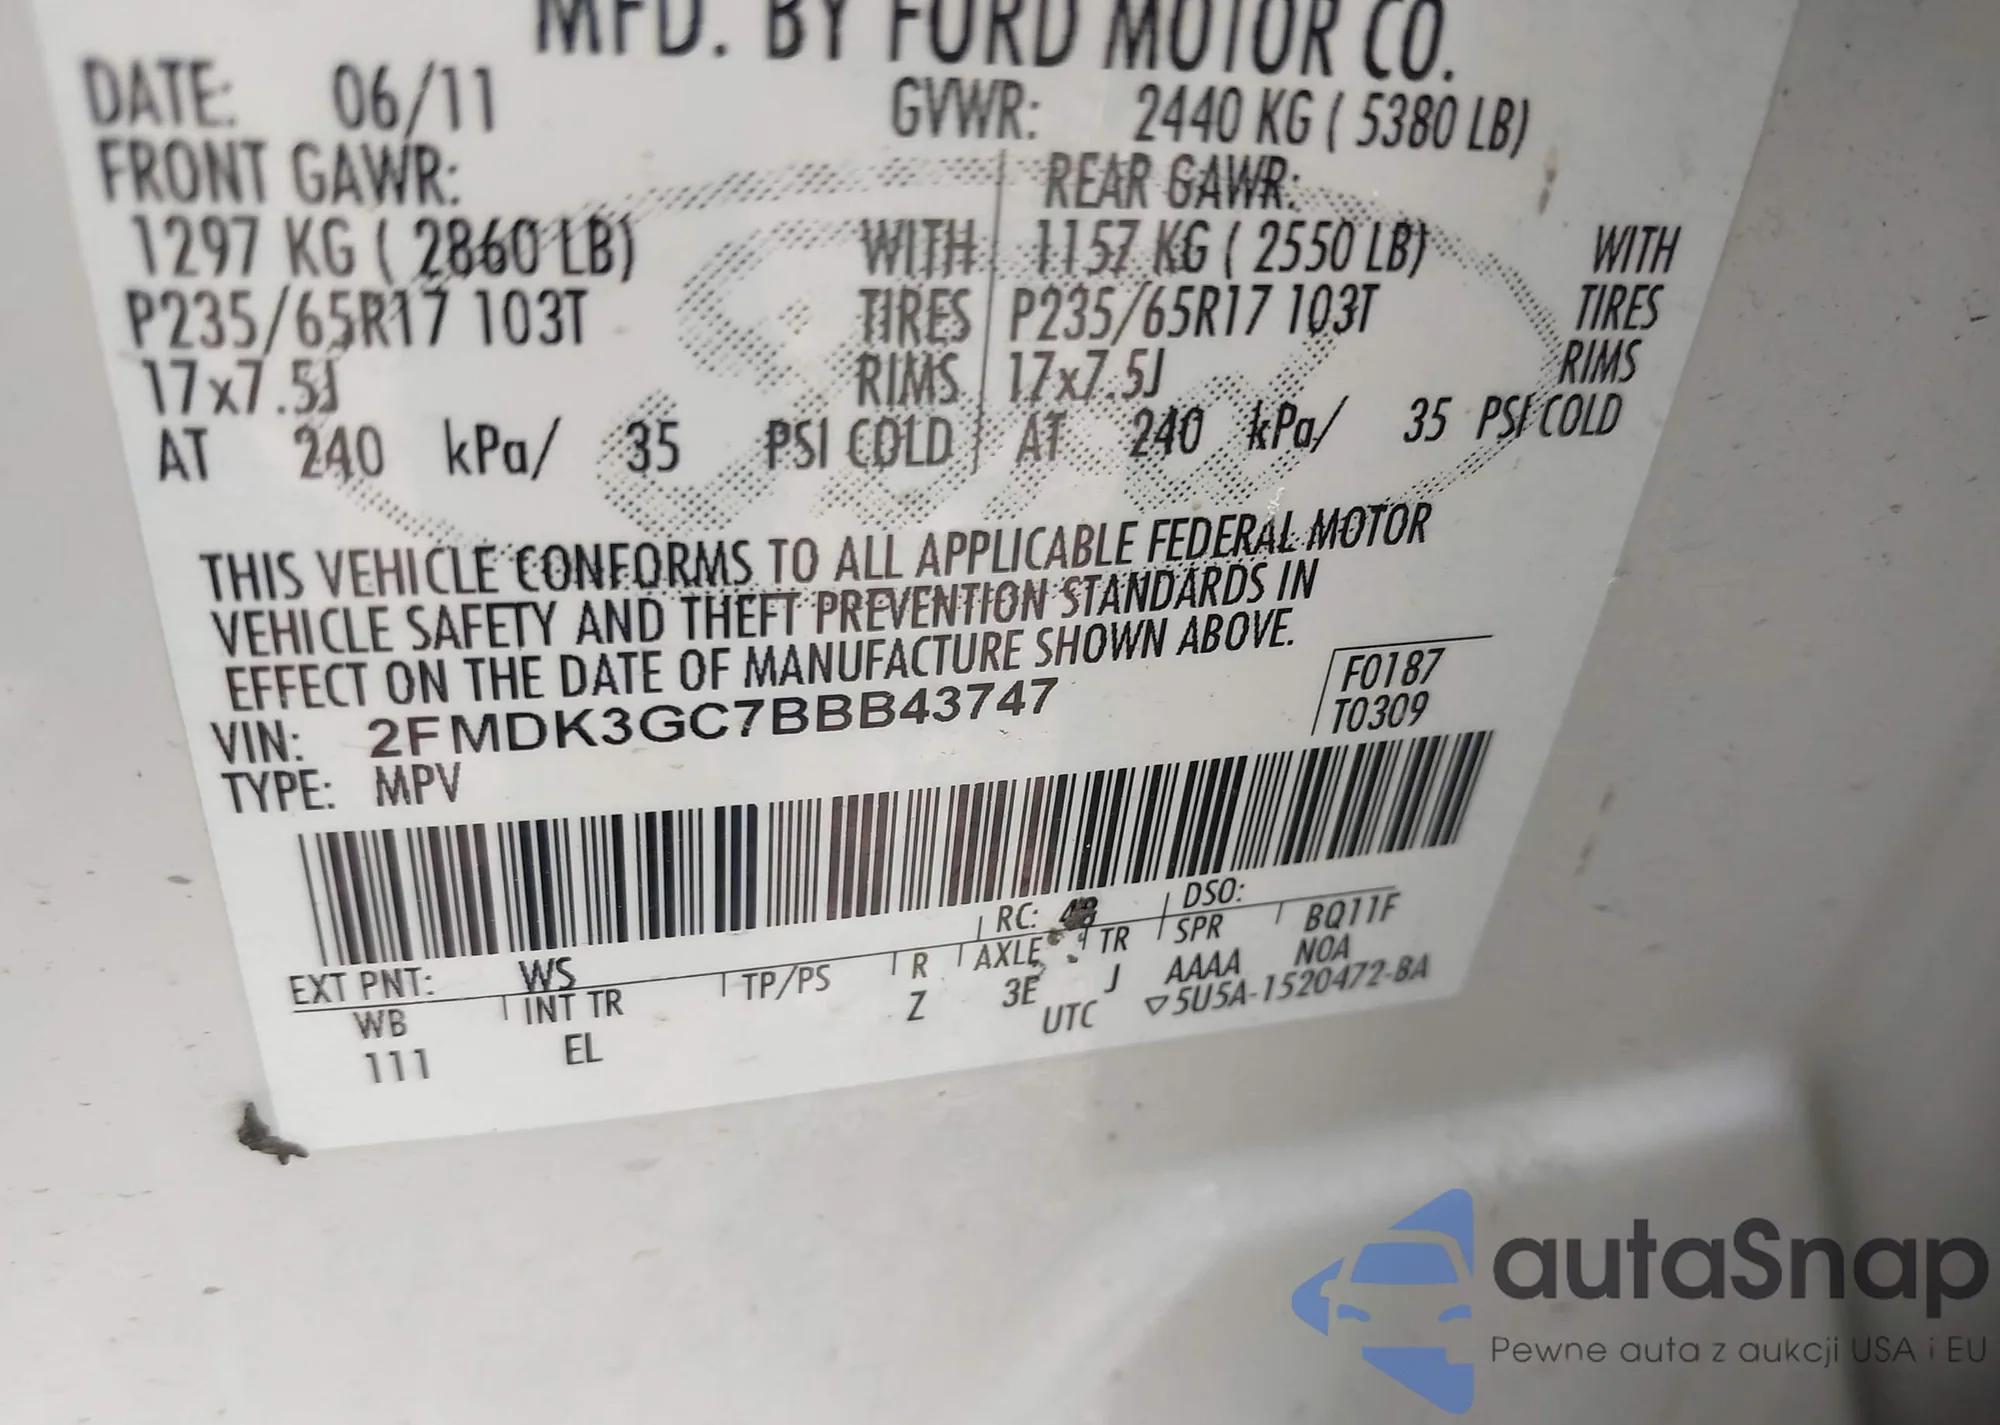 MFD. BY FORD MOTOR CO.
DATE: 06/11 GVWR: 2440 KG ( 5380 LB)
FRONT GAWR: REAR GAWR:
1297 KG ( 2860 LB) WITH 1157 KG ( 2550 LB) WITH
P235/65R17 103T TIRES P235/65R17 103T TIRES
17x7.5J RIMS 17x7.5J RIMS
AT 240 kPa/ 35 PSI COLD AT 240 kPa/ 35 PSI COLD
THIS VEHICLE CONFORMS TO ALL APPLICABLE FEDERAL MOTOR
VEHICLE SAFETY AND THEFT PREVENTION STANDARDS IN
EFFECT ON THE DATE OF MANUFACTURE SHOWN ABOVE.
VIN: 2FMDK3GC7BBB43747 F0187
TYPE: MPV T0309
EXT PNT: WS RC: DSO:
WB INT TR TP/PS R AXLE TR SPR BQ11F
111 EL Z 3E J AAAA NOA
UTC ▽5U5A-1520472-BA
autaSnap
Pewne auta z aukcji USA i EU